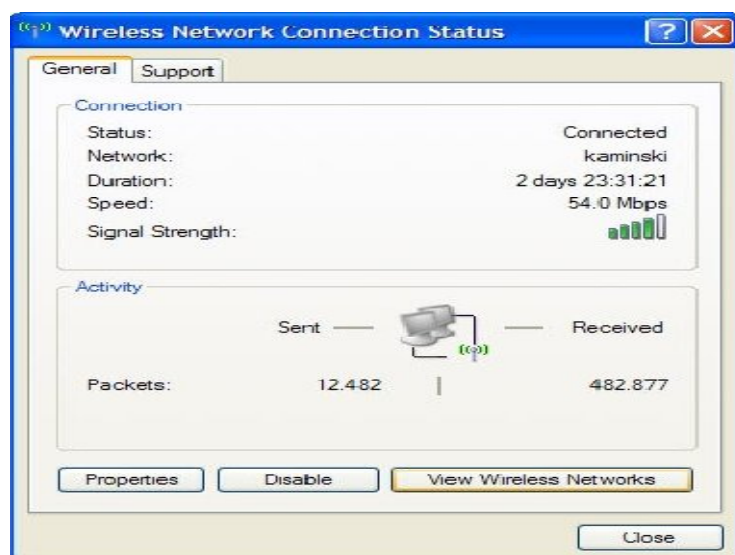 Wireless Network Connection Status
General Support
Connection
Status: Connected
Network: kaminski
Duration: 2 days 23:31:21
Speed: 54.0 Mbps
Signal Strength:
Activity
Sent Received
Packets: 12.482 482.877
Properties Disable View Wireless Networks
Close